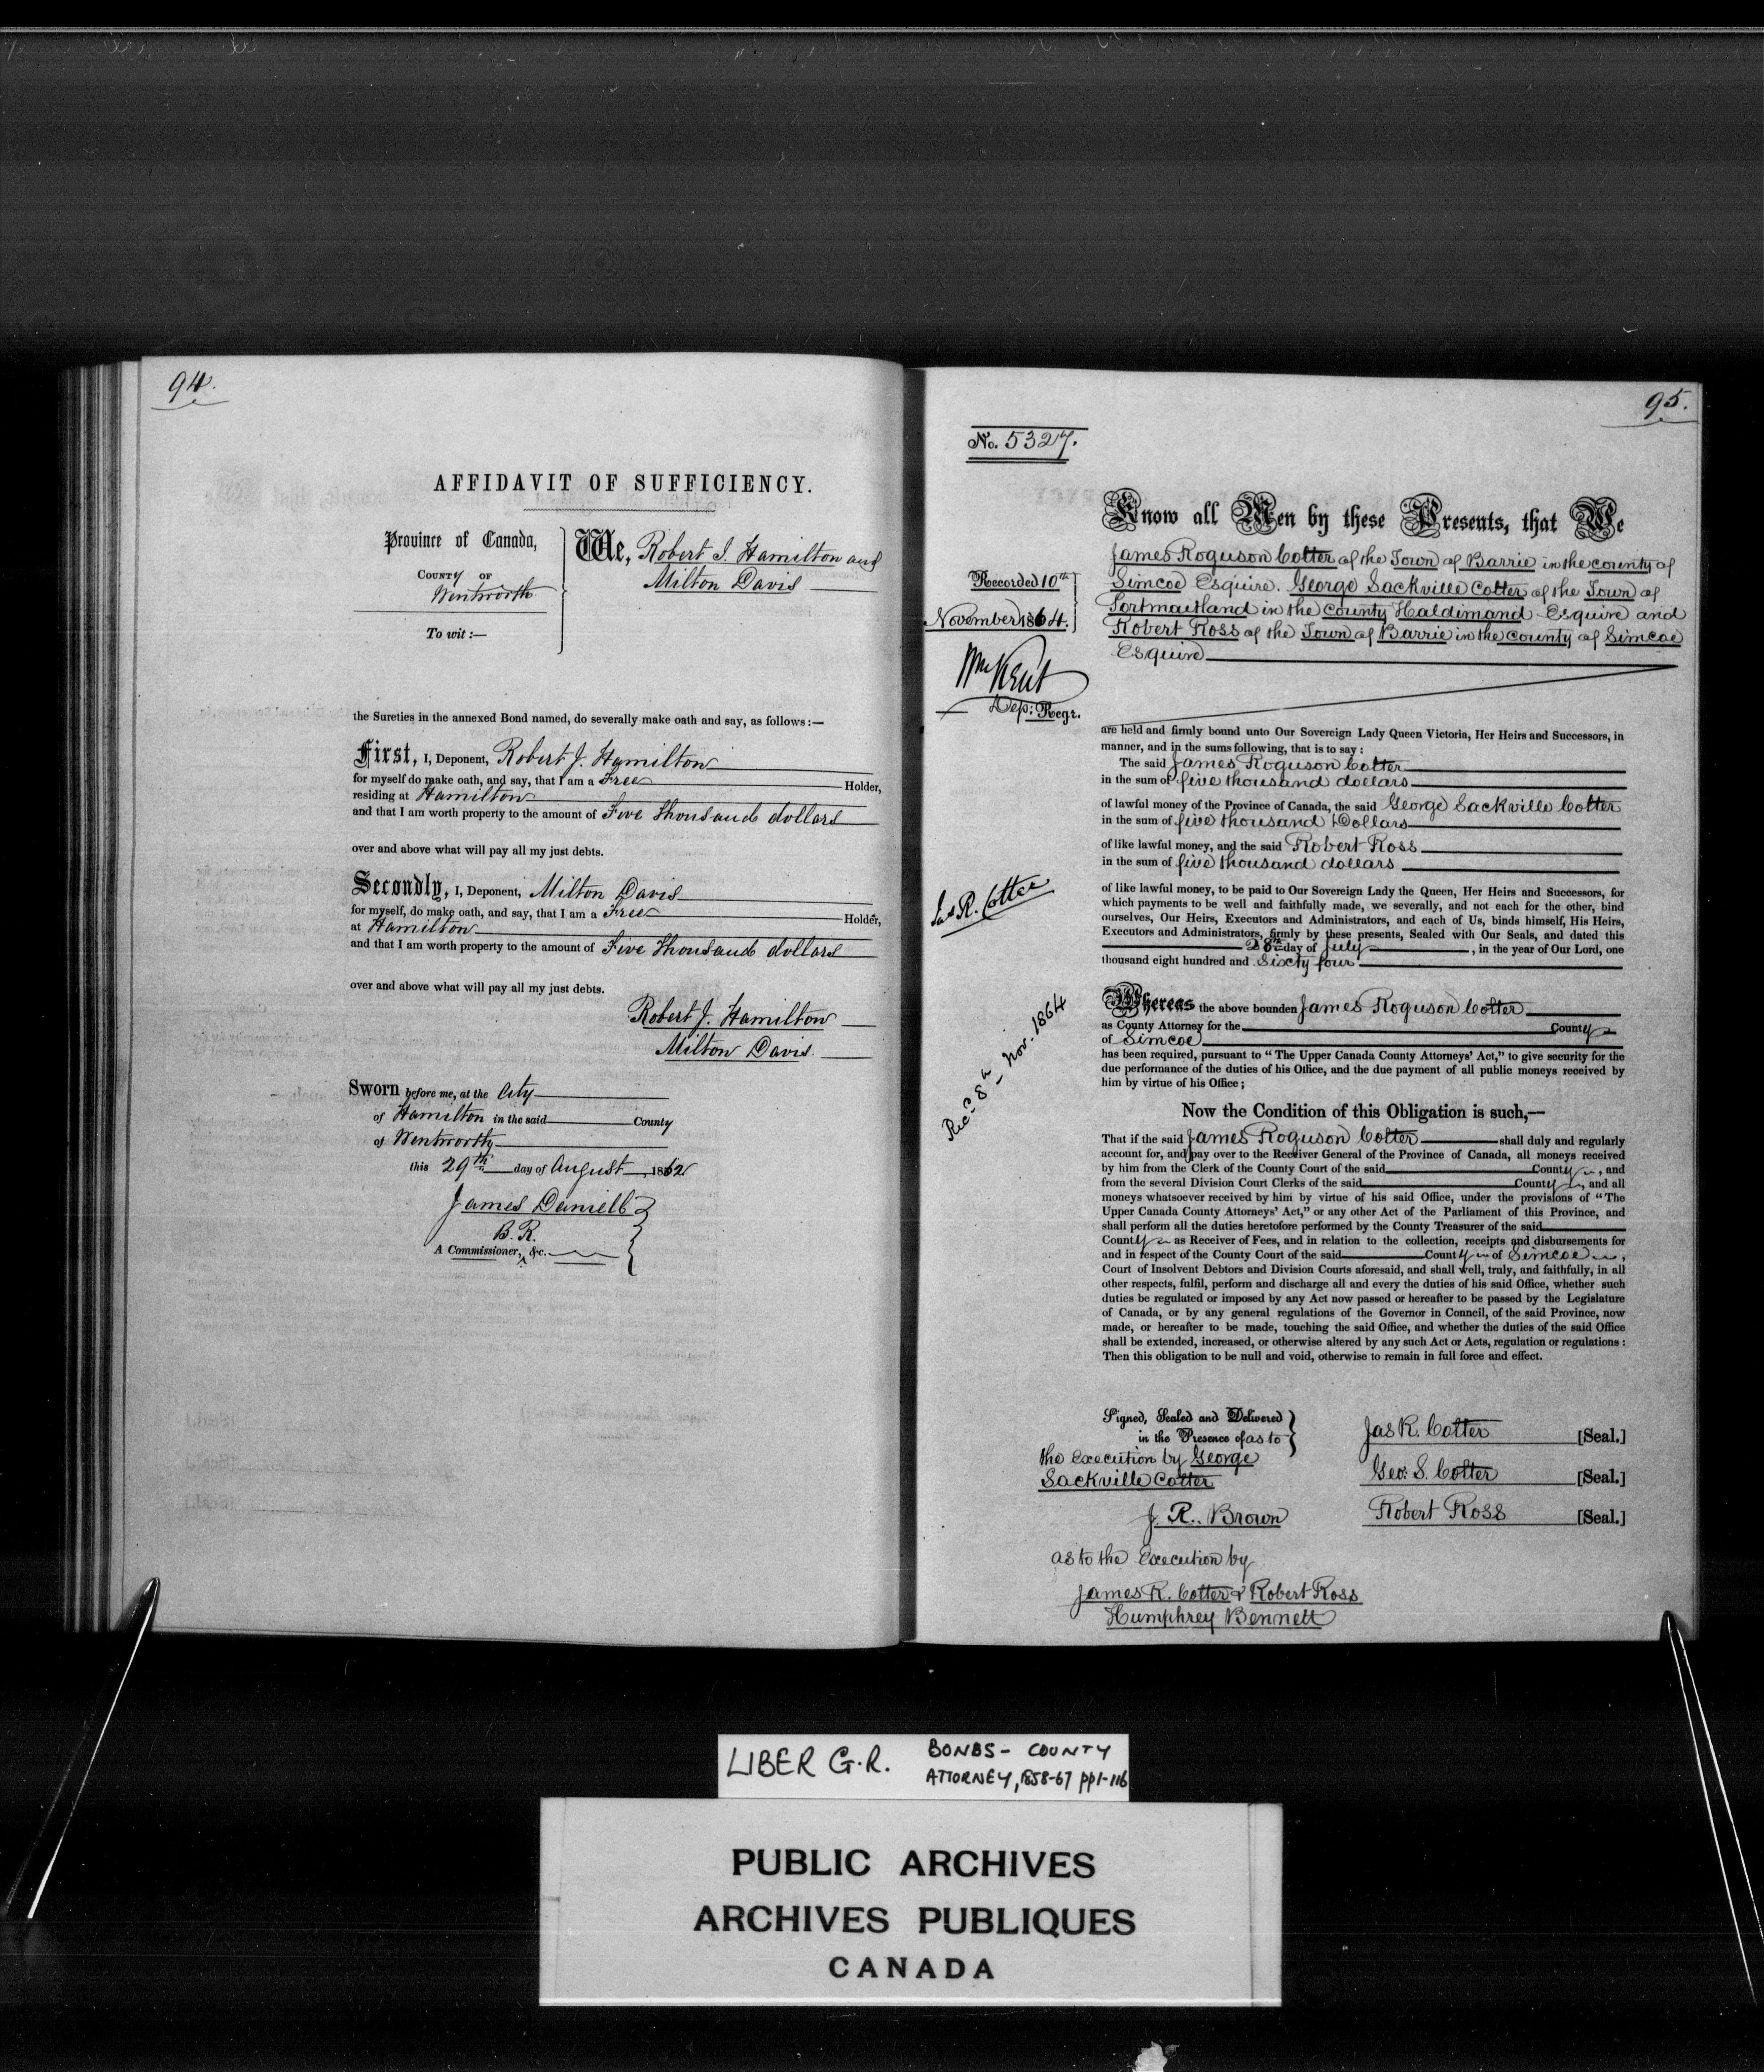 94.
AFFIDAVIT OF SUFFICIENCY.
Province of Canada,
COUNTY OF
Wentworth
To wit:—
We, Robert J. Hamilton and
Milton Davis
the Sureties in the annexed Bond named, do severally make oath and say, as follows:—
First, I, Deponent, Robert J. Hamilton
for myself do make oath, and say, that I am a Free Holder,
residing at Hamilton
and that I am worth property to the amount of Five thousand dollars
over and above what will pay all my just debts.
Secondly, I, Deponent, Milton Davis
for myself, do make oath, and say, that I am a Free Holder,
at Hamilton
and that I am worth property to the amount of Five thousand dollars
over and above what will pay all my just debts.
Robert J. Hamilton
Milton Davis.
Sworn before me, at the City
of Hamilton in the said County
of Wentworth
this 29th day of August, 1862
James Daniell
B. R.
A Commissioner, &c.
95.
No. 5327.
Recorded 10th
November 1864.
Wm Kent
Dep: Regr.
Jas R. Cotter
Recd 8th Nov. 1864
Know all Men by these Presents, that We
James Roguson Cotter of the Town of Barrie in the county of
Simcoe Esquire. George Sackville Cotter of the Town of
Portmaitland in the County Haldimand Esquire and
Robert Ross of the Town of Barrie in the county of Simcoe
Esquire
are held and firmly bound unto Our Sovereign Lady Queen Victoria, Her Heirs and Successors, in
manner, and in the sums following, that is to say:
The said James Roguson Cotter
in the sum of five thousand dollars
of lawful money of the Province of Canada, the said George Sackville Cotter
in the sum of five thousand Dollars
of like lawful money, and the said Robert Ross
in the sum of five thousand dollars
of like lawful money, to be paid to Our Sovereign Lady the Queen, Her Heirs and Successors, for
which payments to be well and faithfully made, we severally, and not each for the other, bind
ourselves, Our Heirs, Executors and Administrators, and each of Us, binds himself, His Heirs,
Executors and Administrators, firmly by these presents, Sealed with Our Seals, and dated this
28th day of July, in the year of Our Lord, one
thousand eight hundred and Sixty four
Whereas the above bounden James Roguson Cotter
as County Attorney for the County
of Simcoe
has been required, pursuant to “The Upper Canada County Attorneys' Act,” to give security for the
due performance of the duties of his Office, and the due payment of all public moneys received by
him by virtue of his Office;
Now the Condition of this Obligation is such,—
That if the said James Roguson Cotter shall duly and regularly
account for, and pay over to the Receiver General of the Province of Canada, all moneys received
by him from the Clerk of the County Court of the said County, and
from the several Division Court Clerks of the said County, and all
moneys whatsoever received by him by virtue of his said Office, under the provisions of “The
Upper Canada County Attorneys' Act,” or any other Act of the Parliament of this Province, and
shall perform all the duties heretofore performed by the County Treasurer of the said
County as Receiver of Fees, and in relation to the collection, receipts and disbursements for
and in respect of the County Court of the said County of Simcoe,
Court of Insolvent Debtors and Division Courts aforesaid, and shall well, truly, and faithfully, in all
other respects, fulfil, perform and discharge all and every the duties of his said Office, whether such
duties be regulated or imposed by any Act now passed or hereafter to be passed by the Legislature
of Canada, or by any general regulations of the Governor in Council, of the said Province, now
made, or hereafter to be made, touching the said Office, and whether the duties of the said Office
shall be extended, increased, or otherwise altered by any such Act or Acts, regulation or regulations:
Then this obligation to be null and void, otherwise to remain in full force and effect.
Signed, Sealed and Delivered
in the Presence of as to
the Execution by George
Sackville Cotter
J. R. Brown
as to the Execution by
James R. Cotter & Robert Ross
Humphrey Bennett
Jas R. Cotter [Seal.]
Geo: S. Cotter [Seal.]
Robert Ross [Seal.]
LIBER G.R. BONDS - COUNTY
ATTORNEY, 1858-67 pp1-116
PUBLIC ARCHIVES
ARCHIVES PUBLIQUES
CANADA